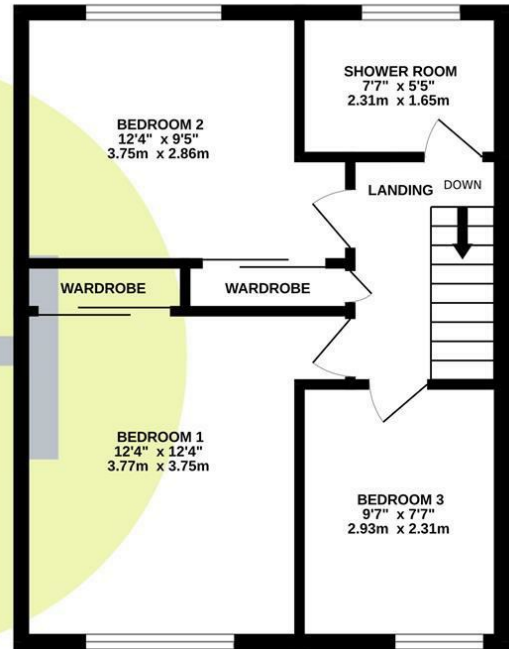 SHOWER ROOM
7'7" x 5'5"
2.31m x 1.65m
BEDROOM 2
12'4" x 9'5"
3.75m x 2.86m
LANDING
DOWN
WARDROBE
WARDROBE
BEDROOM 1
12'4" x 12'4"
3.77m x 3.75m
BEDROOM 3
9'7" x 7'7"
2.93m x 2.31m